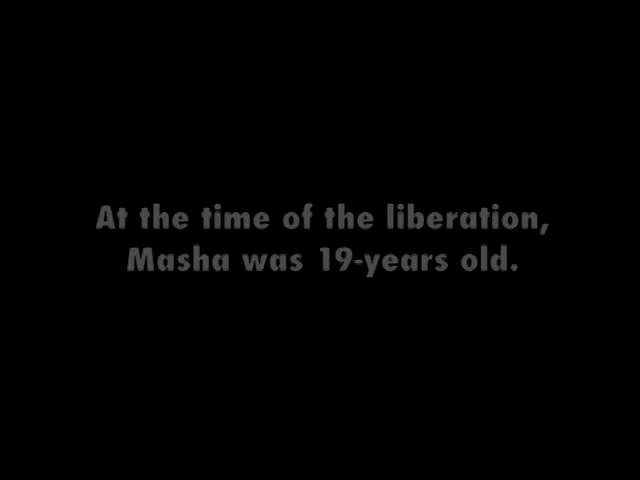 At the time of the liberation,
Masha was 19-years old.